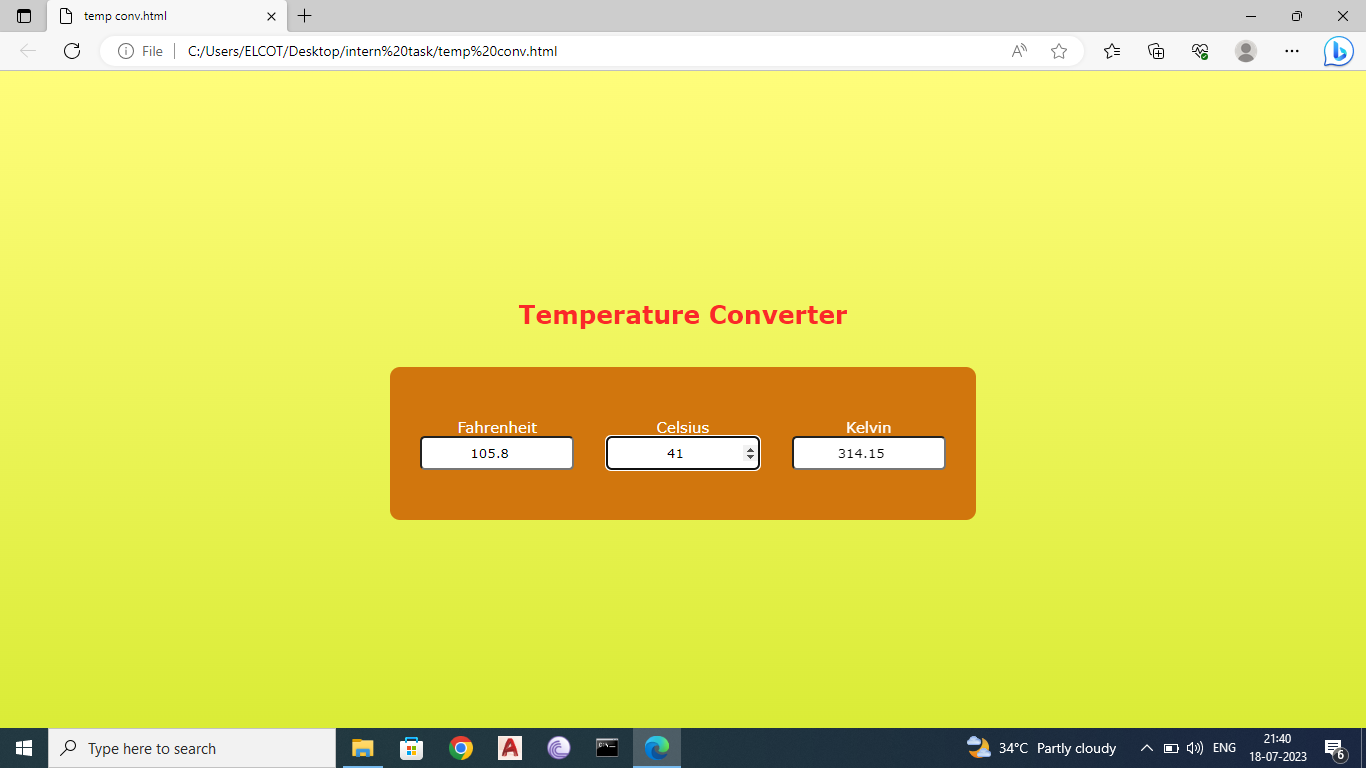 temp conv.html
File
C:/Users/ELCOT/Desktop/intern%20task/temp%20conv.html
Temperature Converter
Fahrenheit Celsius Kelvin
105.8 41 314.15
Type here to search
34°C Partly cloudy
ENG
21:40
18-07-2023
6